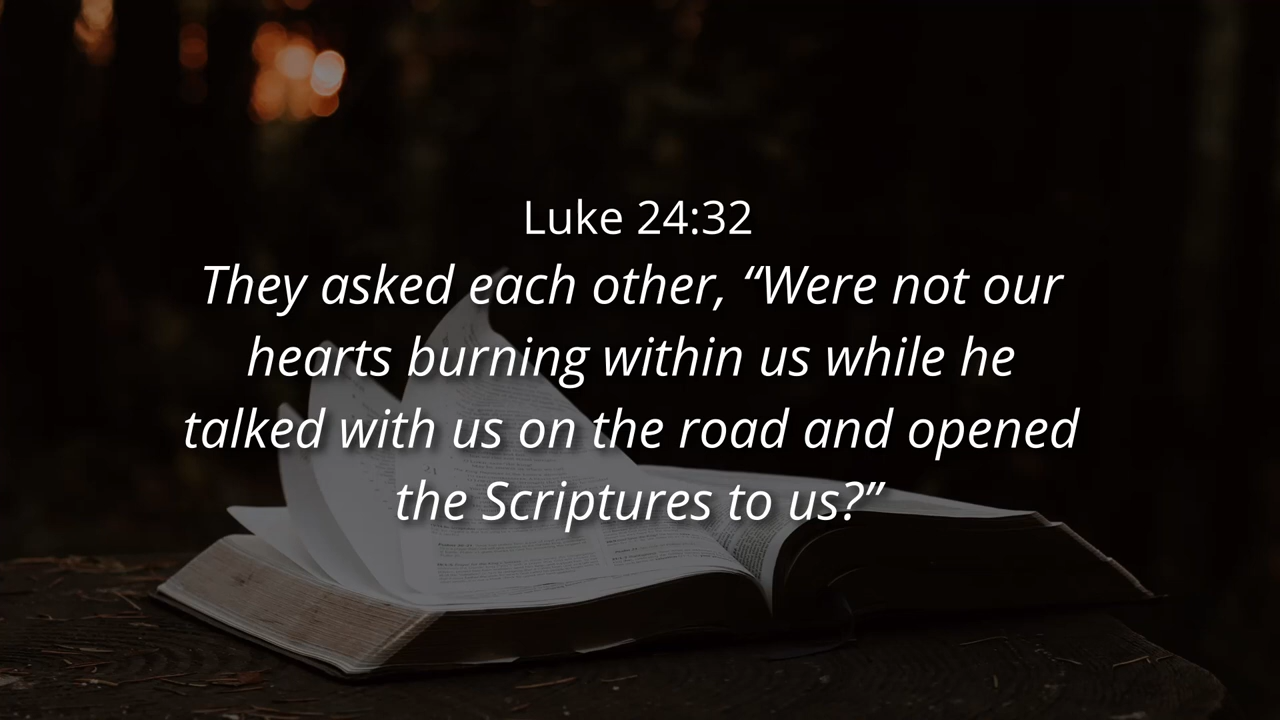 Luke 24:32
They asked each other, “Were not our
hearts burning within us while he
talked with us on the road and opened
the Scriptures to us?”